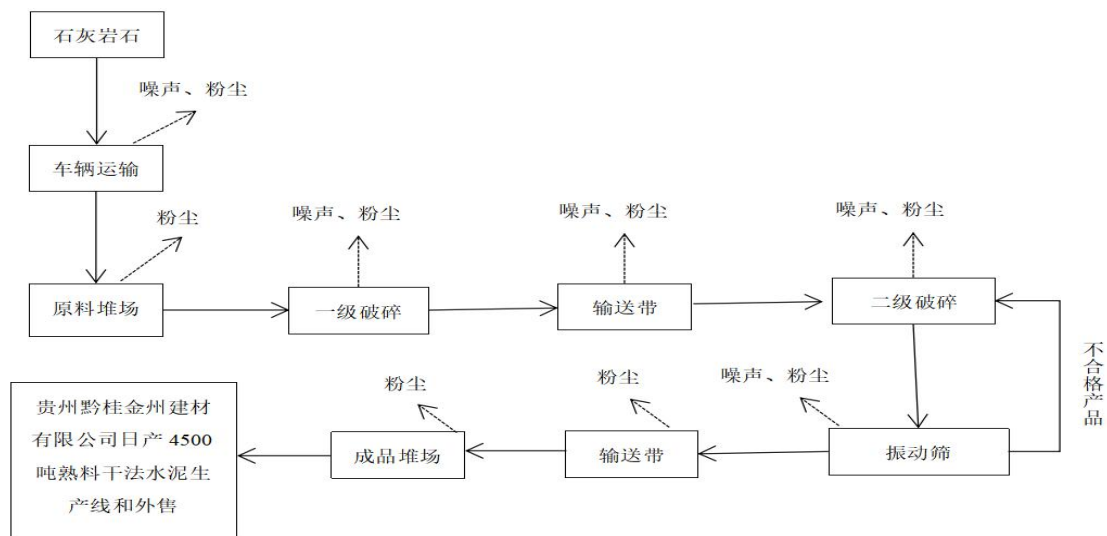 石灰岩石
噪声、粉尘
车辆运输
粉尘
噪声、粉尘
噪声、粉尘
噪声、粉尘
原料堆场
一级破碎
输送带
二级破碎
不合格产品
粉尘
粉尘
噪声、粉尘
贵州黔桂金州建材
有限公司日产 4500
吨熟料干法水泥生
产线和外售
成品堆场
输送带
振动筛